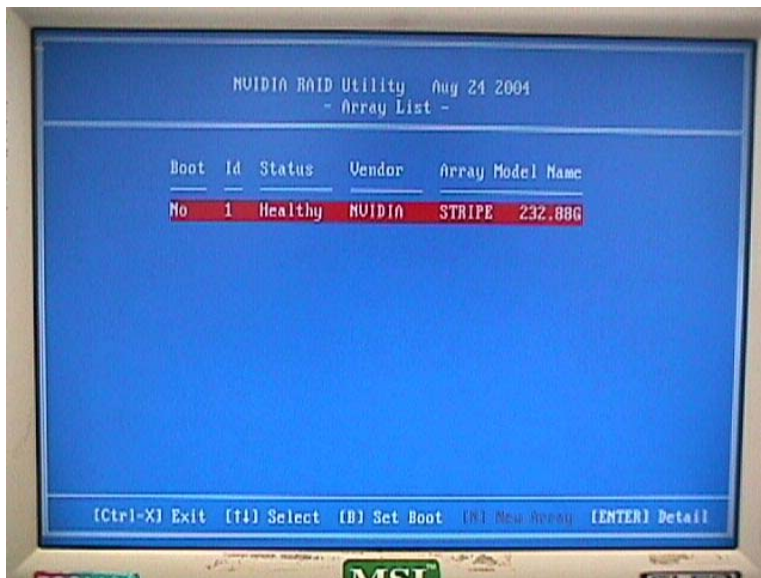 NVIDIA RAID Utility Aug 24 2004
- Array List -
Boot Id Status Vendor Array Model Name
No 1 Healthy NVIDIA STRIPE 232.88G
[Ctrl-X] Exit [↑↓] Select [B] Set Boot [N] New Array [ENTER] Detail
MSI